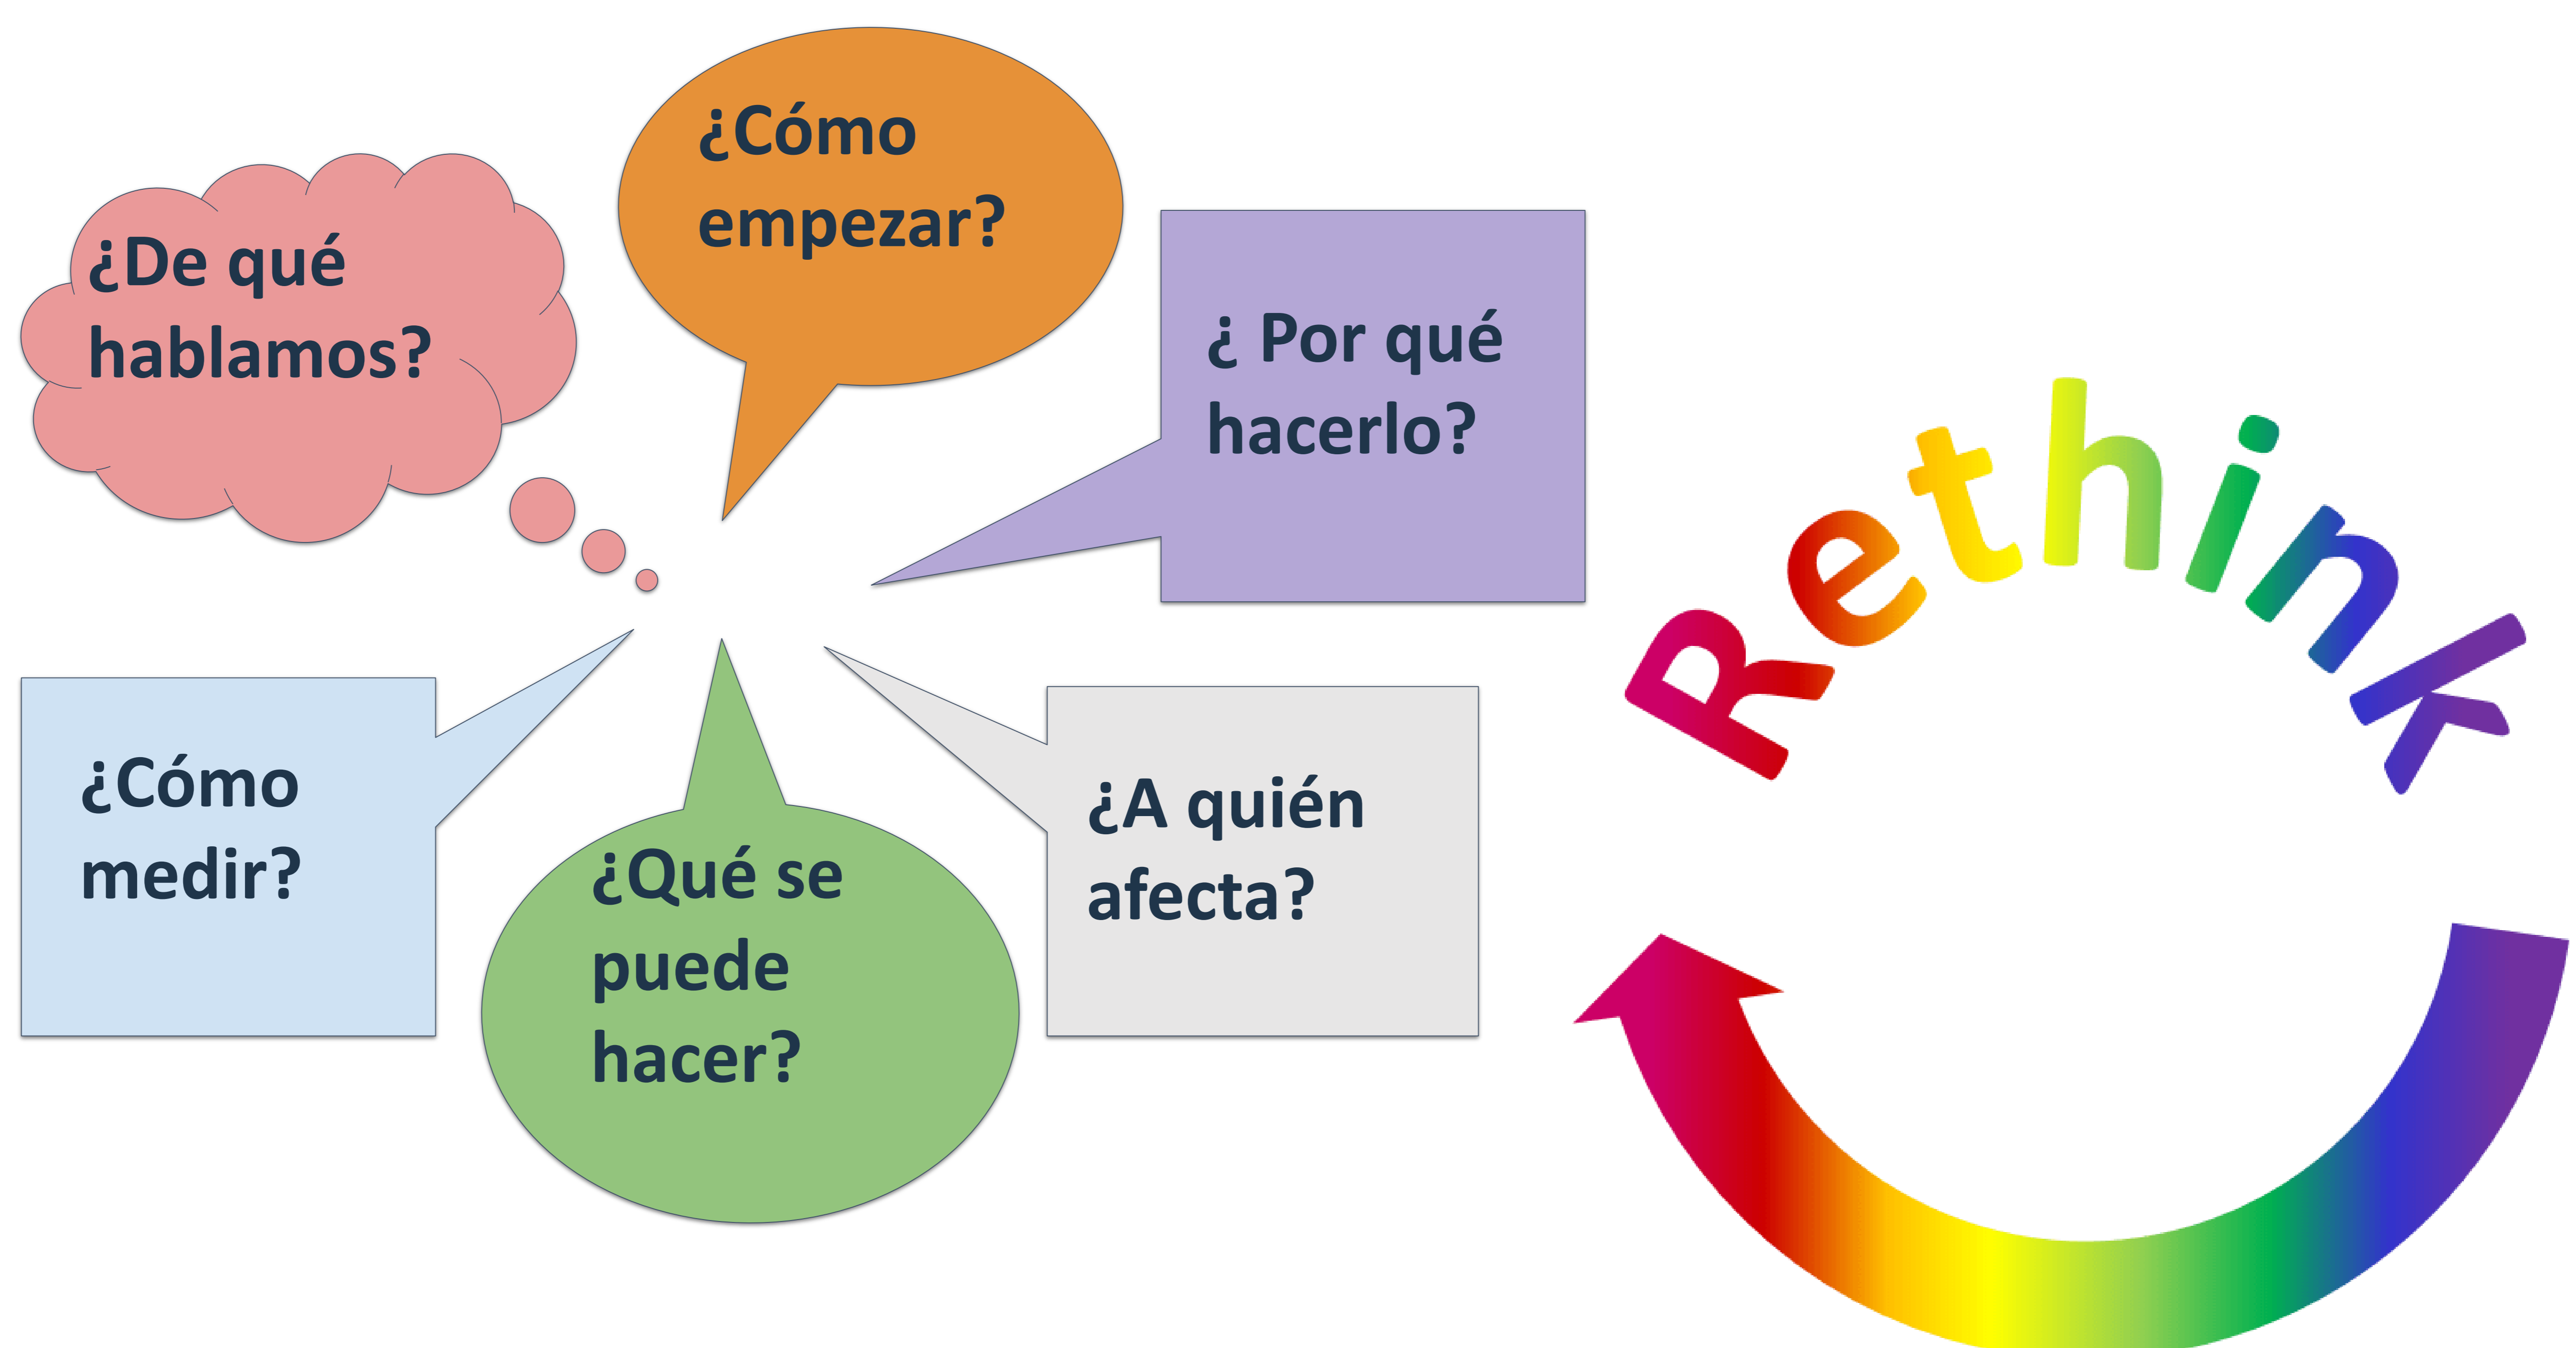 ¿De qué
hablamos?
¿Cómo
empezar?
¿ Por qué
hacerlo?
¿Cómo
medir?
¿Qué se
puede
hacer?
¿A quién
afecta?
Rethink